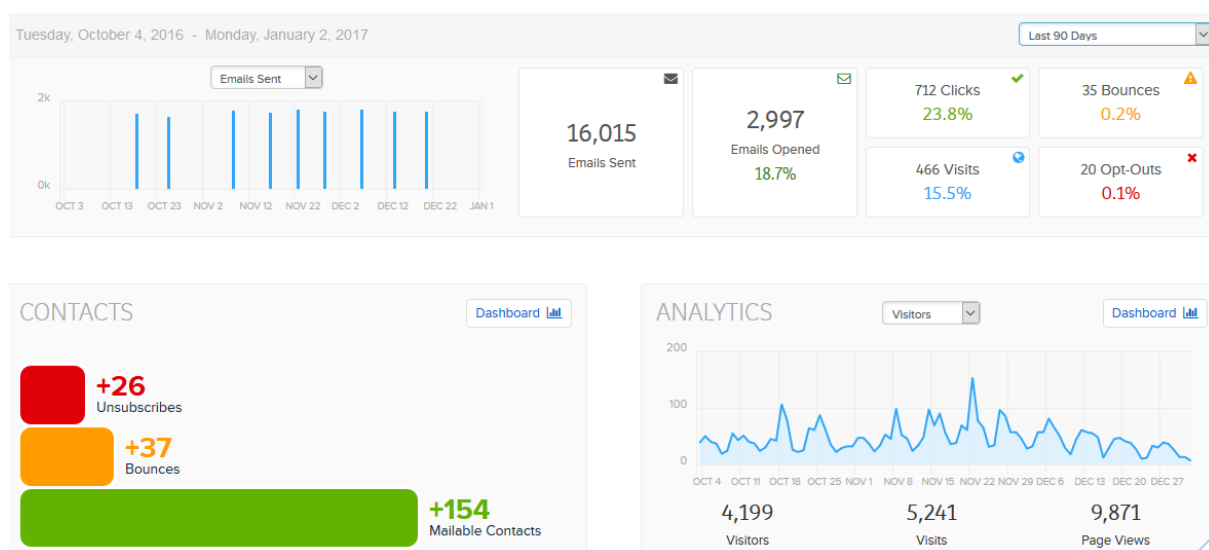 Tuesday, October 4, 2016 - Monday, January 2, 2017
Last 90 Days
Emails Sent
2k
0k
OCT 3 OCT 13 OCT 23 NOV 2 NOV 12 NOV 22 DEC 2 DEC 12 DEC 22 JAN 1
16,015
Emails Sent
2,997
Emails Opened
18.7%
712 Clicks
23.8%
35 Bounces
0.2%
466 Visits
15.5%
20 Opt-Outs
0.1%
CONTACTS
Dashboard
+26
Unsubscribes
+37
Bounces
+154
Mailable Contacts
ANALYTICS
Visitors
Dashboard
200
100
0
OCT 4 OCT 11 OCT 18 OCT 25 NOV 1 NOV 8 NOV 15 NOV 22 NOV 29 DEC 6 DEC 13 DEC 20 DEC 27
4,199
Visitors
5,241
Visits
9,871
Page Views